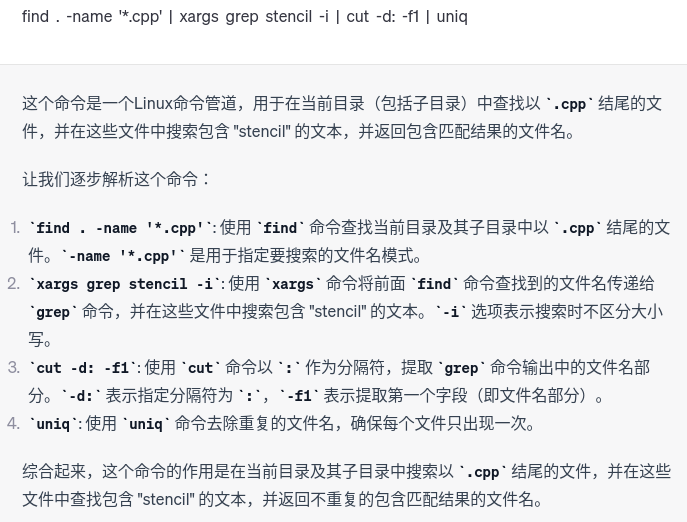 find . -name '*.cpp' | xargs grep stencil -i | cut -d: -f1 | uniq
这个命令是一个Linux命令管道，用于在当前目录（包括子目录）中查找以 `.cpp` 结尾的文
件，并在这些文件中搜索包含 "stencil" 的文本，并返回包含匹配结果的文件名。
让我们逐步解析这个命令：
1. `find . -name '*.cpp'`: 使用 `find` 命令查找当前目录及其子目录中以 `.cpp` 结尾的文
件。`-name '*.cpp'` 是用于指定要搜索的文件名模式。
2. `xargs grep stencil -i`: 使用 `xargs` 命令将前面 `find` 命令查找到的文件名传递给
`grep` 命令，并在这些文件中搜索包含 "stencil" 的文本。`-i` 选项表示搜索时不区分大小
写。
3. `cut -d: -f1`: 使用 `cut` 命令以 `:` 作为分隔符，提取 `grep` 命令输出中的文件名部
分。`-d:` 表示指定分隔符为 `:`，`-f1` 表示提取第一个字段（即文件名部分）。
4. `uniq`: 使用 `uniq` 命令去除重复的文件名，确保每个文件只出现一次。
综合起来，这个命令的作用是在当前目录及其子目录中搜索以 `.cpp` 结尾的文件，并在这些
文件中查找包含 "stencil" 的文本，并返回不重复的包含匹配结果的文件名。